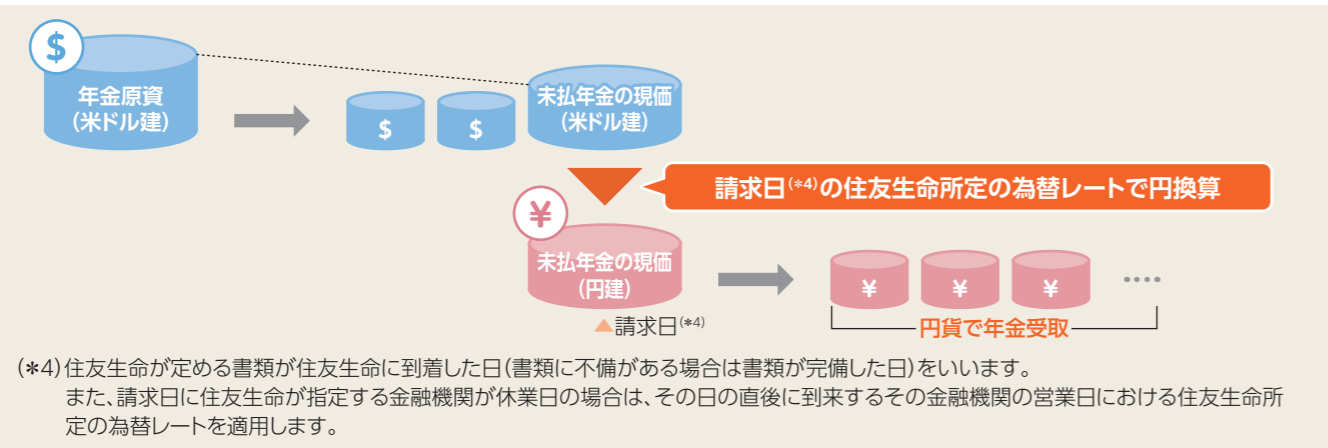 $
年金原資
(米ドル建)
$
$
未払年金の現価
(米ドル建)
請求日(*4)の住友生命所定の為替レートで円換算
¥
未払年金の現価
(円建)
¥
¥
¥
‥‥
▲請求日(*4)
円貨で年金受取
(*4)住友生命が定める書類が住友生命に到着した日(書類に不備がある場合は書類が完備した日)をいいます。
また、請求日に住友生命が指定する金融機関が休業日の場合は、その日の直後に到来するその金融機関の営業日における住友生命所
定の為替レートを適用します。